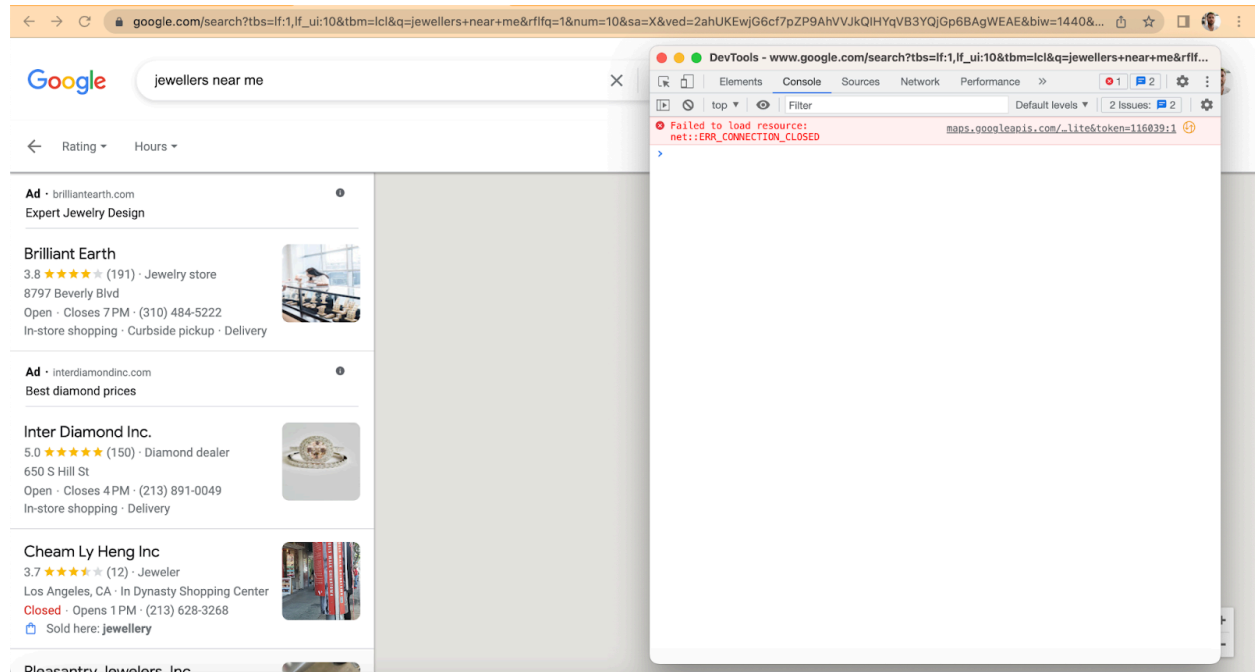 google.com/search?tbs=lf:1,lf_ui:10&tbm=lcl&q=jewellers+near+me&rflfq=1&num=10&sa=X&ved=2ahUKEwjG6cf7pZP9AhVVJkQIHYqVB3YQjGp6BAgWEAE&biw=1440&...
Google
jewellers near me
Rating
Hours
Ad · brilliantearth.com
Expert Jewelry Design
Brilliant Earth
3.8 (191) · Jewelry store
8797 Beverly Blvd
Open · Closes 7 PM · (310) 484-5222
In-store shopping · Curbside pickup · Delivery
Ad · interdiamondinc.com
Best diamond prices
Inter Diamond Inc.
5.0 (150) · Diamond dealer
650 S Hill St
Open · Closes 4 PM · (213) 891-0049
In-store shopping · Delivery
Cheam Ly Heng Inc
3.7 (12) · Jeweler
Los Angeles, CA · In Dynasty Shopping Center
Closed · Opens 1 PM · (213) 628-3268
Sold here: jewellery
Pleasantry Jewelers, Inc
DevTools - www.google.com/search?tbs=lf:1,lf_ui:10&tbm=lcl&q=jewellers+near+me&rflf...
Elements Console Sources Network Performance » 1 2
top Filter Default levels 2 Issues: 2
Failed to load resource: maps.googleapis.com/…lite&token=116039:1
net::ERR_CONNECTION_CLOSED